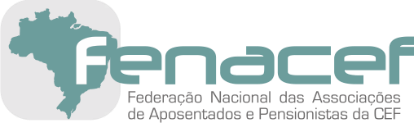 fenacef
Federação Nacional das Associações
de Aposentados e Pensionistas da CEF